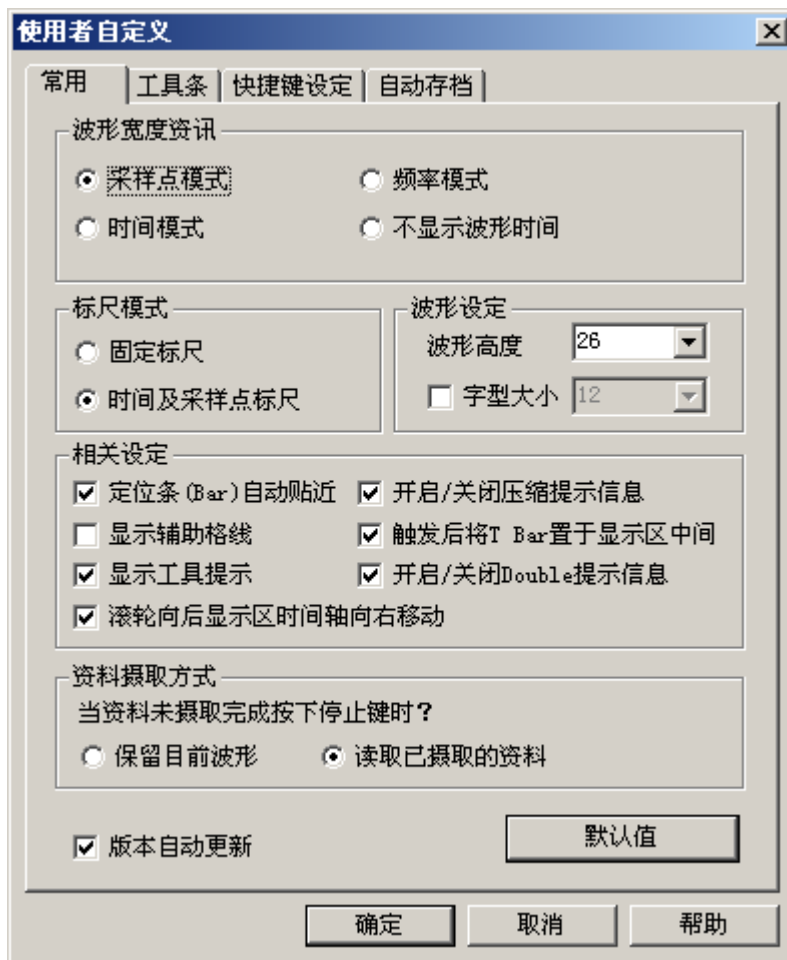 使用者自定义
常用 工具条 快捷键设定 自动存档
波形宽度资讯
采样点模式 频率模式
时间模式 不显示波形时间
标尺模式 波形设定
固定标尺 波形高度 26
时间及采样点标尺 字型大小 12
相关设定
定位条(Bar)自动贴近 开启/关闭压缩提示信息
显示辅助格线 触发后将T Bar置于显示区中间
显示工具提示 开启/关闭Double提示信息
滚轮向后显示区时间轴向右移动
资料摄取方式
当资料未摄取完成按下停止键时?
保留目前波形 读取已摄取的资料
版本自动更新 默认值
确定 取消 帮助